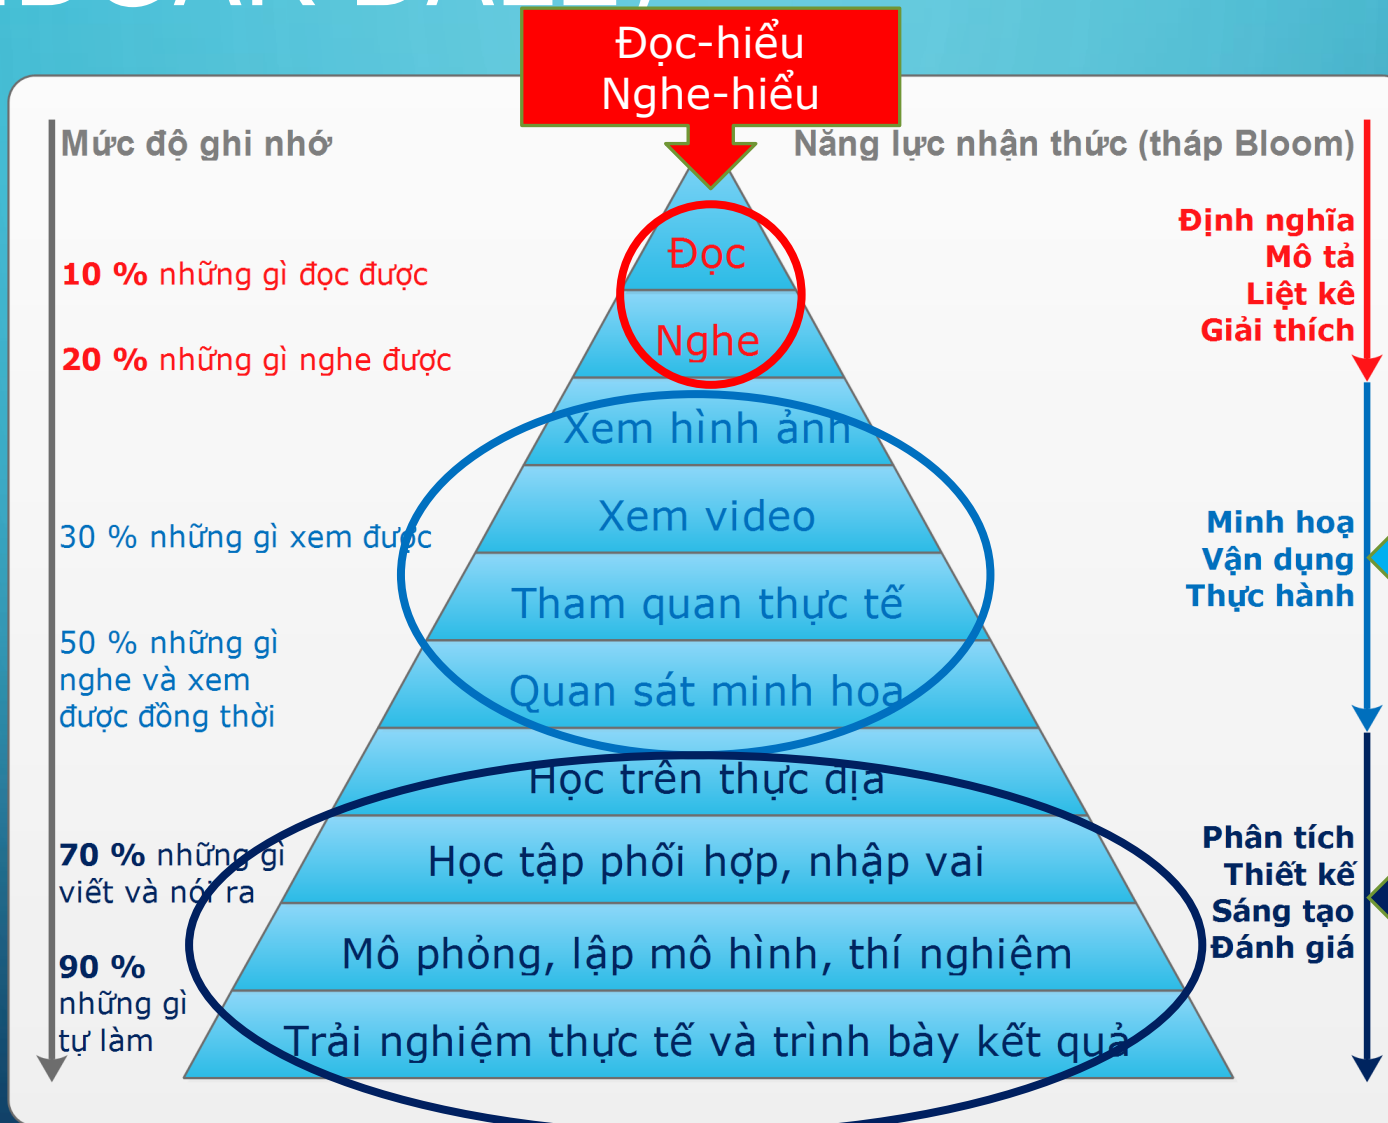 Đọc-hiểu
Nghe-hiểu
Mức độ ghi nhớ
Năng lực nhận thức (tháp Bloom)
10 % những gì đọc được
20 % những gì nghe được
30 % những gì xem được
50 % những gì
nghe và xem
được đồng thời
70 % những gì
viết và nói ra
90 %
những gì
tự làm
Đọc
Nghe
Xem hình ảnh
Xem video
Tham quan thực tế
Quan sát minh hoạ
Học trên thực địa
Học tập phối hợp, nhập vai
Mô phỏng, lập mô hình, thí nghiệm
Trải nghiệm thực tế và trình bày kết quả
Định nghĩa
Mô tả
Liệt kê
Giải thích
Minh hoạ
Vận dụng
Thực hành
Phân tích
Thiết kế
Sáng tạo
Đánh giá